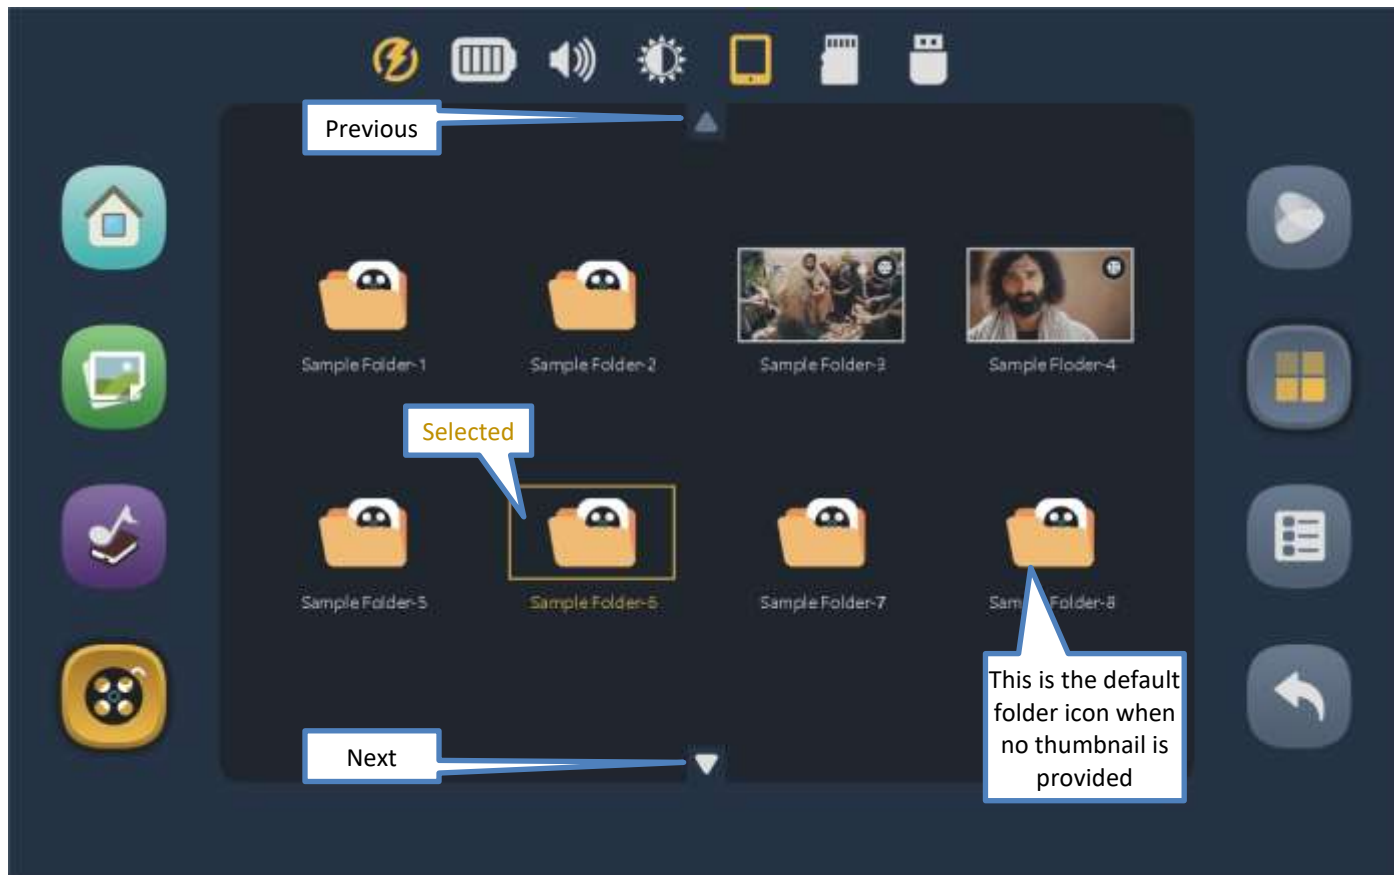 Previous
Sample Folder-1
Sample Folder-2
Sample Folder-3
Sample Floder-4
Selected
Sample Folder-5
Sample Folder-6
Sample Folder-7
Sample Folder-8
This is the default
folder icon when
no thumbnail is
provided
Next